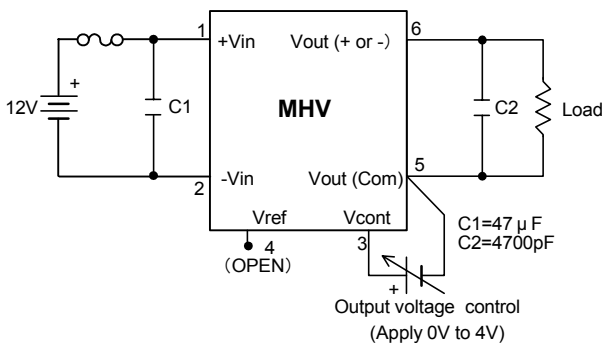 1
6
+Vin
Vout (+ or -)
+
12V
C1
MHV
C2
Load
5
2
-Vin
Vout (Com)
Vref
Vcont
C1=47 μF
4
3
C2=4700pF
(OPEN)
+
Output voltage control
(Apply 0V to 4V)